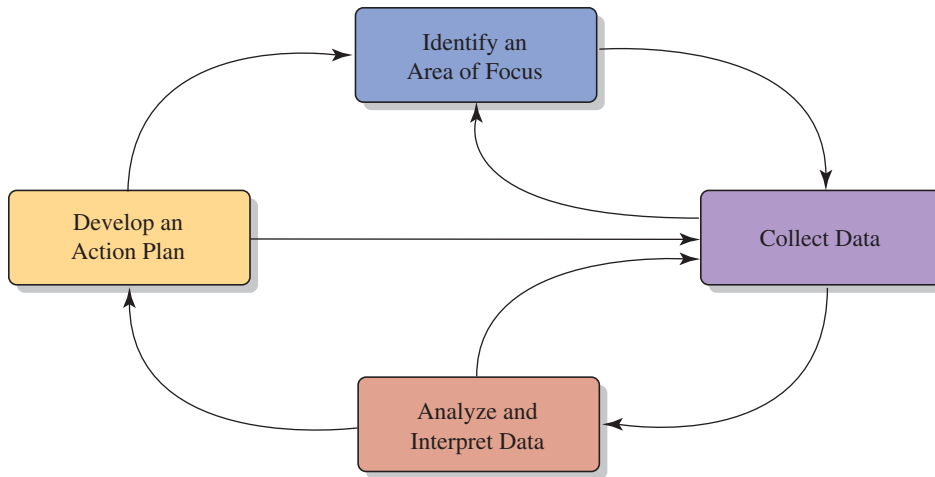 Identify an
Area of Focus
Develop an
Action Plan
Collect Data
Analyze and
Interpret Data